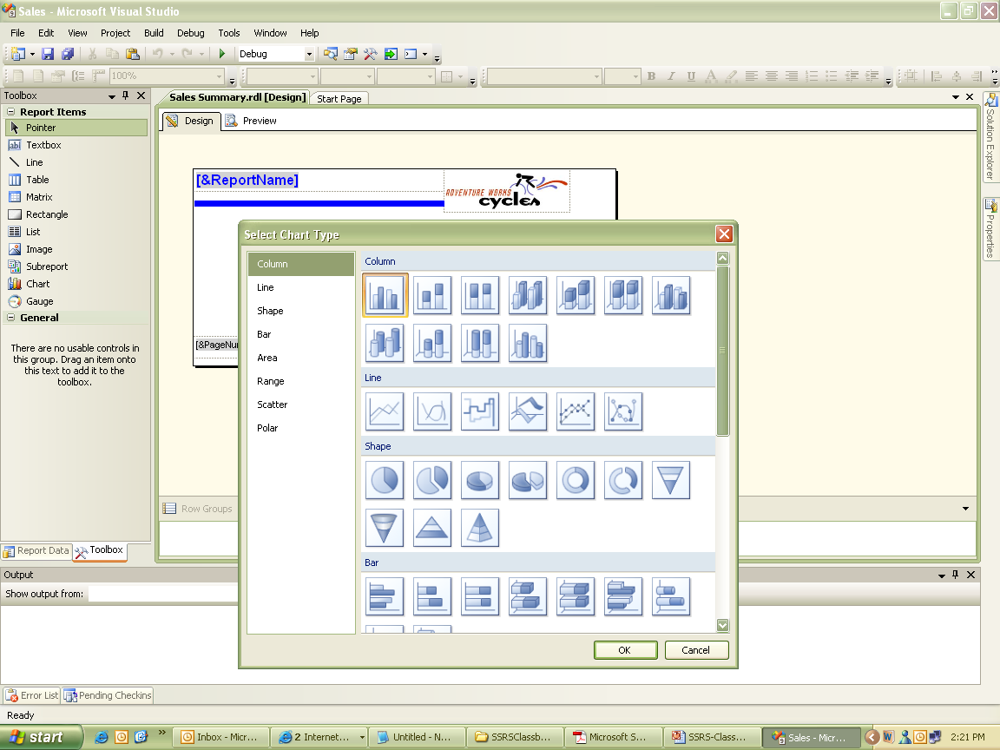 Sales - Microsoft Visual Studio
File Edit View Project Build Debug Tools Window Help
Debug
100%
Toolbox
Sales Summary.rdl [Design] Start Page
Report Items
Design Preview
Pointer
Textbox
Line
Table
Matrix
Rectangle
List
Image
Subreport
Chart
Gauge
General
There are no usable controls in
this group. Drag an item onto
this text to add it to the
toolbox.
[&ReportName]
ADVENTURE WORKS
cycles
[&PageNu
Select Chart Type
Column
Line
Shape
Bar
Area
Range
Scatter
Polar
Column
Line
Shape
Bar
OK Cancel
Solution Explorer
Properties
Row Groups
Report Data Toolbox
Output
Show output from:
Error List Pending Checkins
Ready
start
Inbox - Micr...
2 Internet...
Untitled - N...
SSRSClassb...
Microsoft S...
SSRS-Class...
Sales - Micr...
2:21 PM